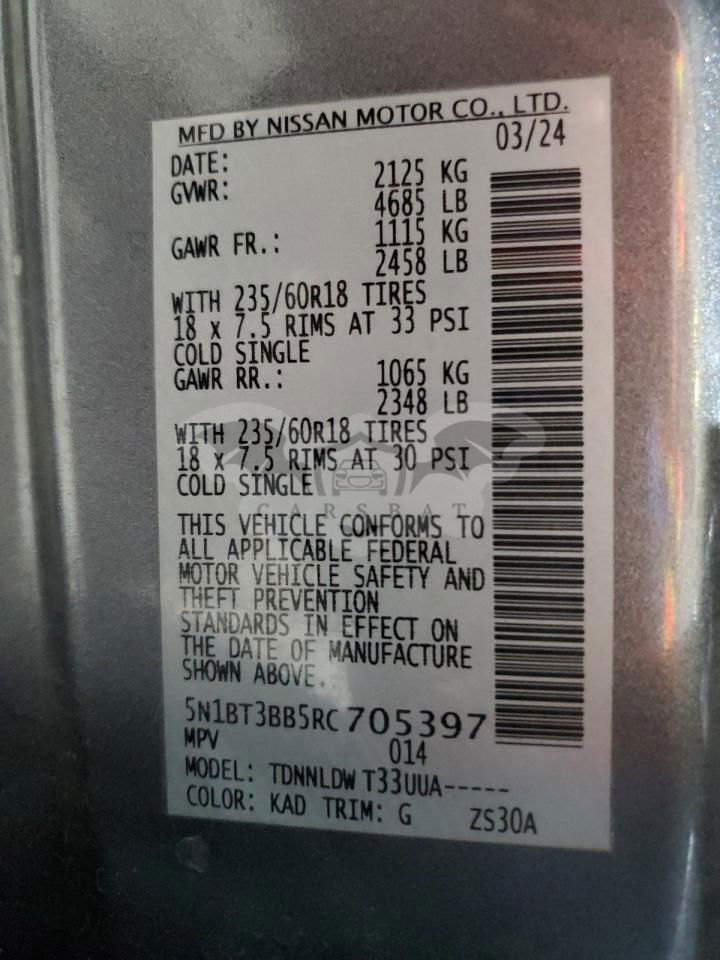 MFD BY NISSAN MOTOR CO., LTD.
DATE: 03/24
GVWR: 2125 KG
4685 LB
GAWR FR.: 1115 KG
2458 LB
WITH 235/60R18 TIRES
18 x 7.5 RIMS AT 33 PSI
COLD SINGLE
GAWR RR.: 1065 KG
2348 LB
WITH 235/60R18 TIRES
18 x 7.5 RIMS AT 30 PSI
COLD SINGLE
CARSBAT
THIS VEHICLE CONFORMS TO
ALL APPLICABLE FEDERAL
MOTOR VEHICLE SAFETY AND
THEFT PREVENTION
STANDARDS IN EFFECT ON
THE DATE OF MANUFACTURE
SHOWN ABOVE.
5N1BT3BB5RC705397
MPV 014
MODEL: TDNNLDW T33UUA-----
COLOR: KAD TRIM: G ZS30A